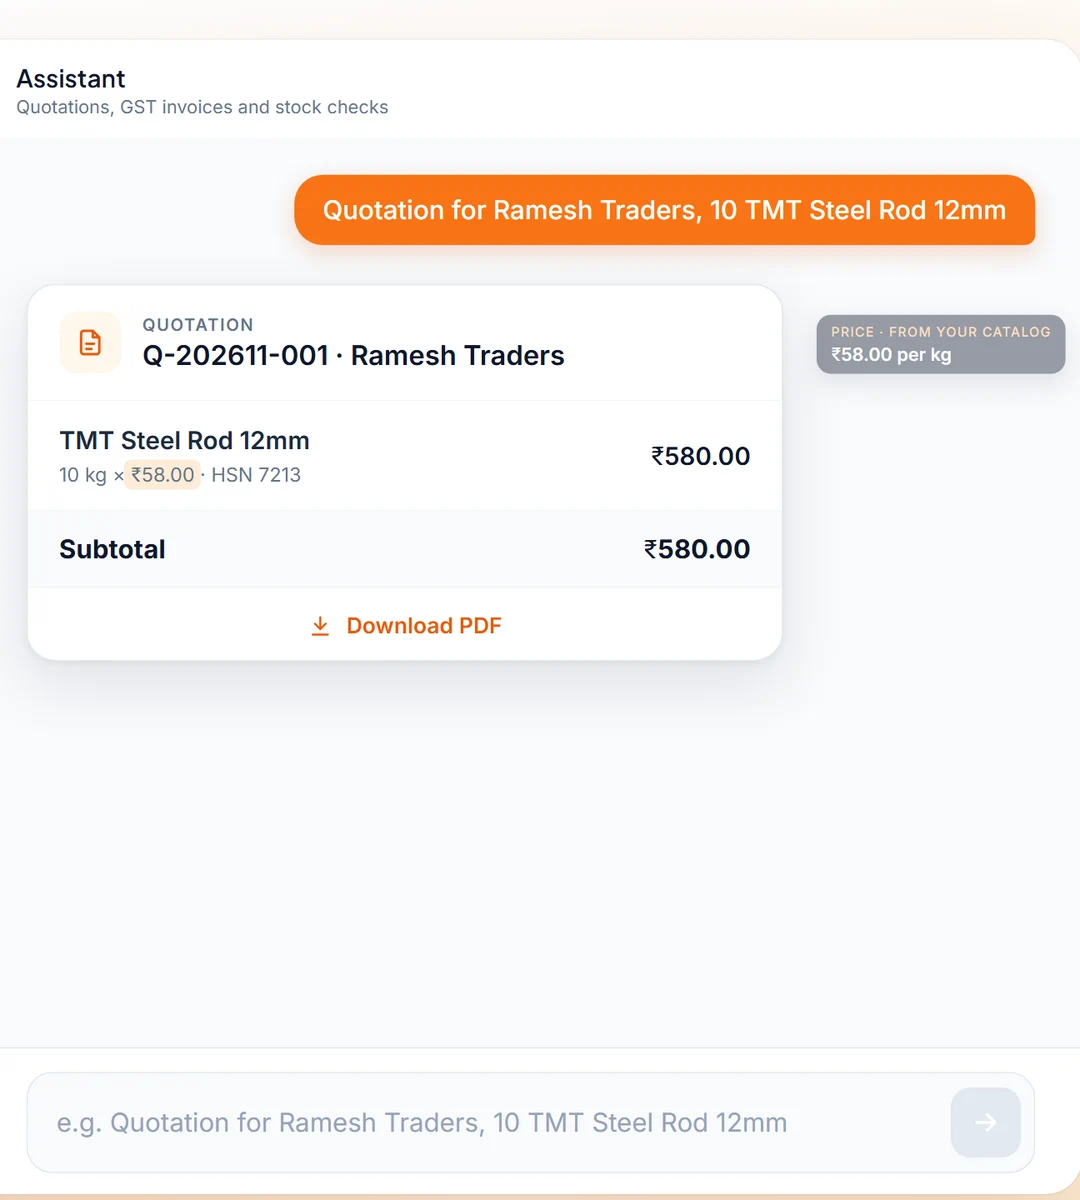 Assistant
Quotations, GST invoices and stock checks
Quotation for Ramesh Traders, 10 TMT Steel Rod 12mm
QUOTATION
Q-202611-001 · Ramesh Traders
PRICE · FROM YOUR CATALOG
₹58.00 per kg
TMT Steel Rod 12mm
10 kg × ₹58.00 · HSN 7213
₹580.00
Subtotal
₹580.00
Download PDF
e.g. Quotation for Ramesh Traders, 10 TMT Steel Rod 12mm